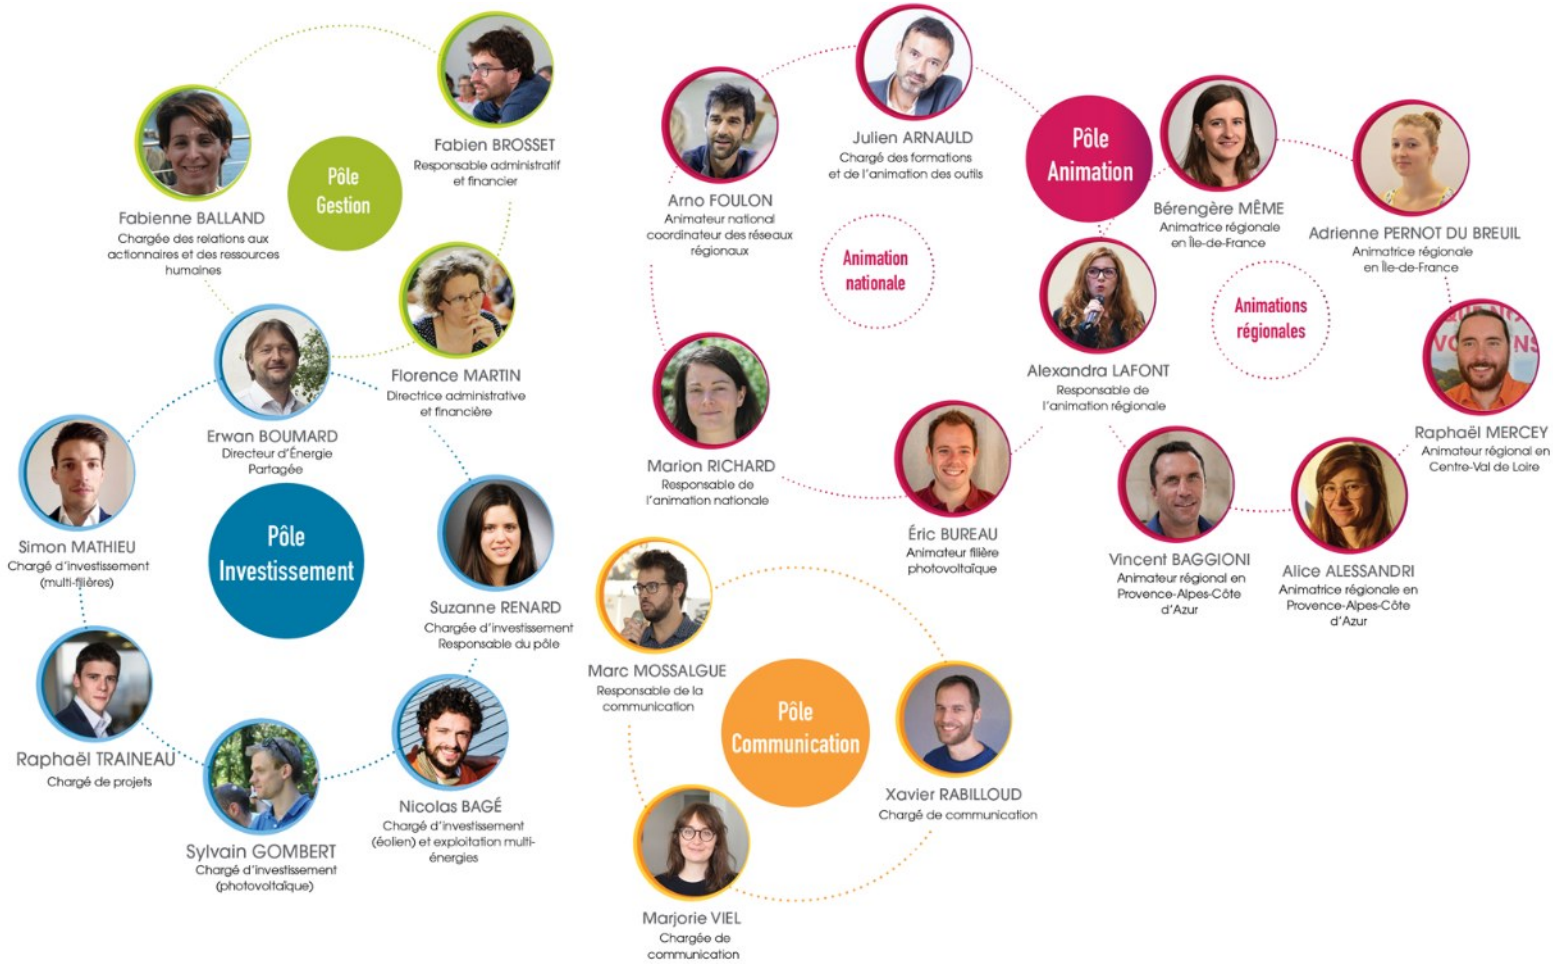 Fabien BROSSET
Responsable administratif
et financier
Pôle
Gestion
Fabienne BALLAND
Chargée des relations aux
actionnaires et des ressources
humaines
Florence MARTIN
Directrice administrative
et financière
Erwan BOUMARD
Directeur d'Énergie
Partagée
Simon MATHIEU
Chargé d'investissement
(multi-filières)
Pôle
Investissement
Suzanne RENARD
Chargée d'investissement
Responsable du pôle
Raphaël TRAINEAU
Chargé de projets
Nicolas BAGÉ
Chargé d'investissement
(éolien) et exploitation multi-
énergies
Sylvain GOMBERT
Chargé d'investissement
(photovoltaïque)
Julien ARNAULD
Chargé des formations
et de l'animation des outils
Arno FOULON
Animateur national
coordinateur des réseaux
régionaux
Animation
nationale
Marion RICHARD
Responsable de
l'animation nationale
Éric BUREAU
Animateur filière
photovoltaïque
Pôle
Animation
Bérengère MÊME
Animatrice régionale
en Île-de-France
Adrienne PERNOT DU BREUIL
Animatrice régionale
en Île-de-France
Animations
régionales
Alexandra LAFONT
Responsable de
l'animation régionale
Raphaël MERCEY
Animateur régional en
Centre-Val de Loire
Vincent BAGGIONI
Animateur régional en
Provence-Alpes-Côte
d'Azur
Alice ALESSANDRI
Animatrice régionale en
Provence-Alpes-Côte
d'Azur
Marc MOSSALGUE
Responsable de la
communication
Pôle
Communication
Xavier RABILLOUD
Chargé de communication
Marjorie VIEL
Chargée de
communication